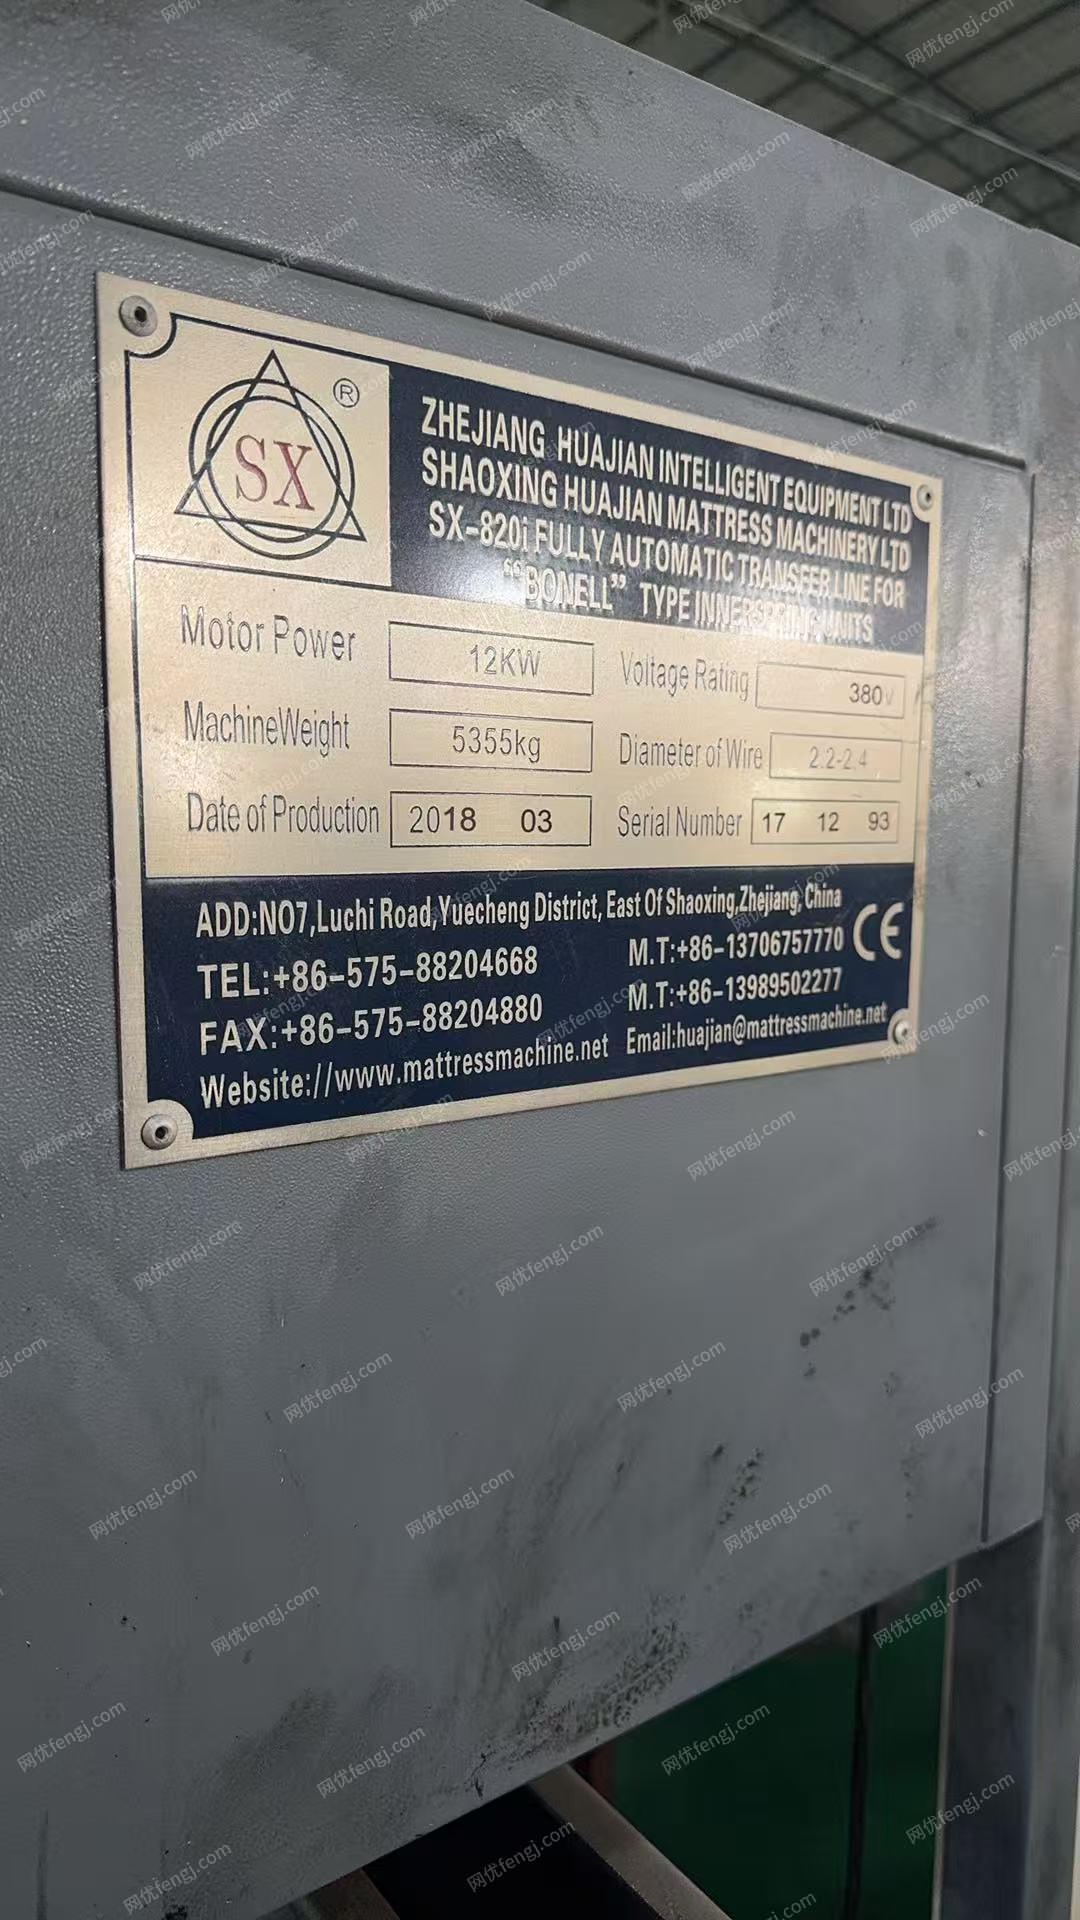 SX ®
ZHEJIANG HUAJIAN INTELLIGENT EQUIPMENT LTD
SHAOXING HUAJIAN MATTRESS MACHINERY LTD
SX-820i FULLY AUTOMATIC TRANSFER LINE FOR
"BONELL" TYPE INNERSPRING UNITS
Motor Power 12KW Voltage Rating 380V
MachineWeight 5355kg Diameter of Wire 2.2-2.4
Date of Production 2018 03 Serial Number 17 12 93
ADD:NO7,Luchi Road,Yuecheng District, East Of Shaoxing,Zhejiang, China
TEL:+86-575-88204668 M.T:+86-13706757770 CE
FAX:+86-575-88204880 M.T:+86-13989502277
Website://www.mattressmachine.net Email:huajian@mattressmachine.net
网优fengj.com